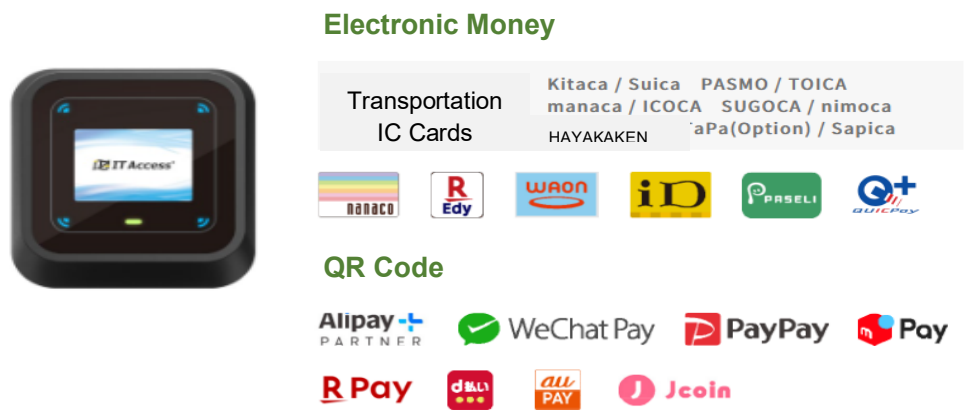 Electronic Money
Transportation
IC Cards
Kitaca / Suica PASMO / TOICA
manaca / ICOCA SUGOCA / nimoca
HAYAKAKEN aPa(Option) / Sapica
IT Access
nanaco
R Edy
WAON
iD
PASELI
Q+ QUICPay
QR Code
Alipay+ PARTNER
WeChat Pay
PayPay
m Pay
R Pay
d払い
au PAY
J Jcoin